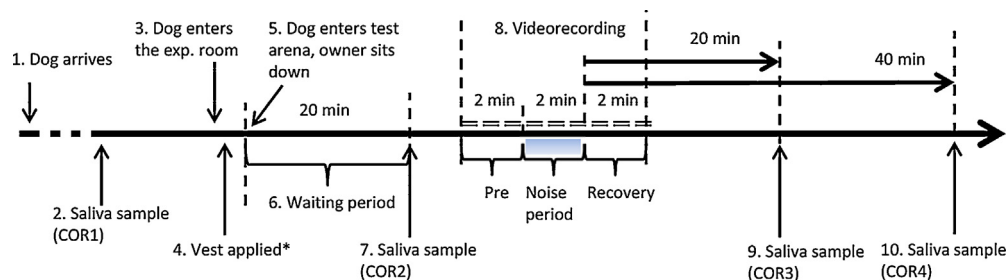 1. Dog arrives
3. Dog enters
the exp. room
5. Dog enters test
arena, owner sits
down
8. Videorecording
20 min
40 min
20 min
2 min
2 min
2 min
2. Saliva sample
(COR1)
4. Vest applied*
6. Waiting period
7. Saliva sample
(COR2)
Pre
Noise
period
Recovery
9. Saliva sample
(COR3)
10. Saliva sample
(COR4)